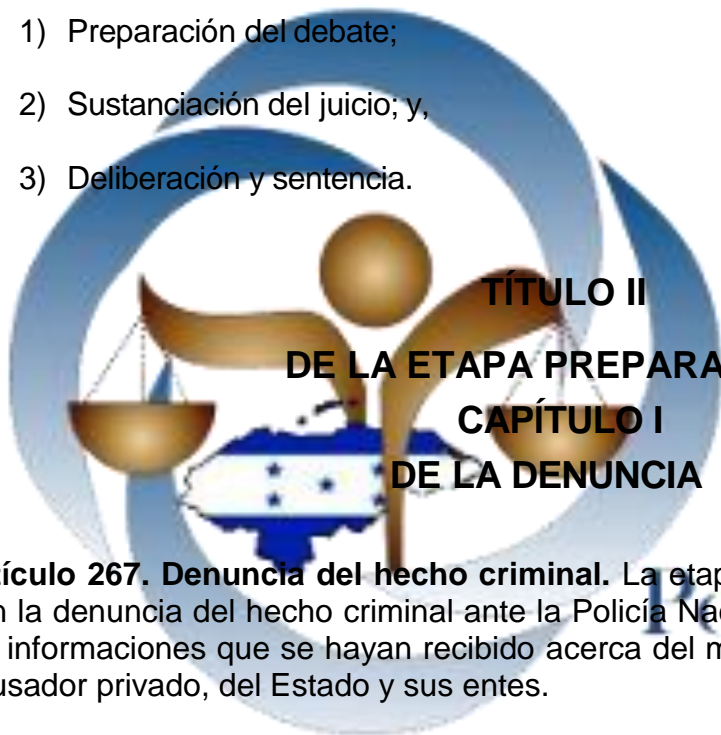 1) Preparación del debate;
2) Sustanciación del juicio; y,
3) Deliberación y sentencia.
TÍTULO II
DE LA ETAPA PREPARA
CAPÍTULO I
DE LA DENUNCIA
tículo 267. Denuncia del hecho criminal. La etap
n la denuncia del hecho criminal ante la Policía Nac
informaciones que se hayan recibido acerca del m
usador privado, del Estado y sus entes.